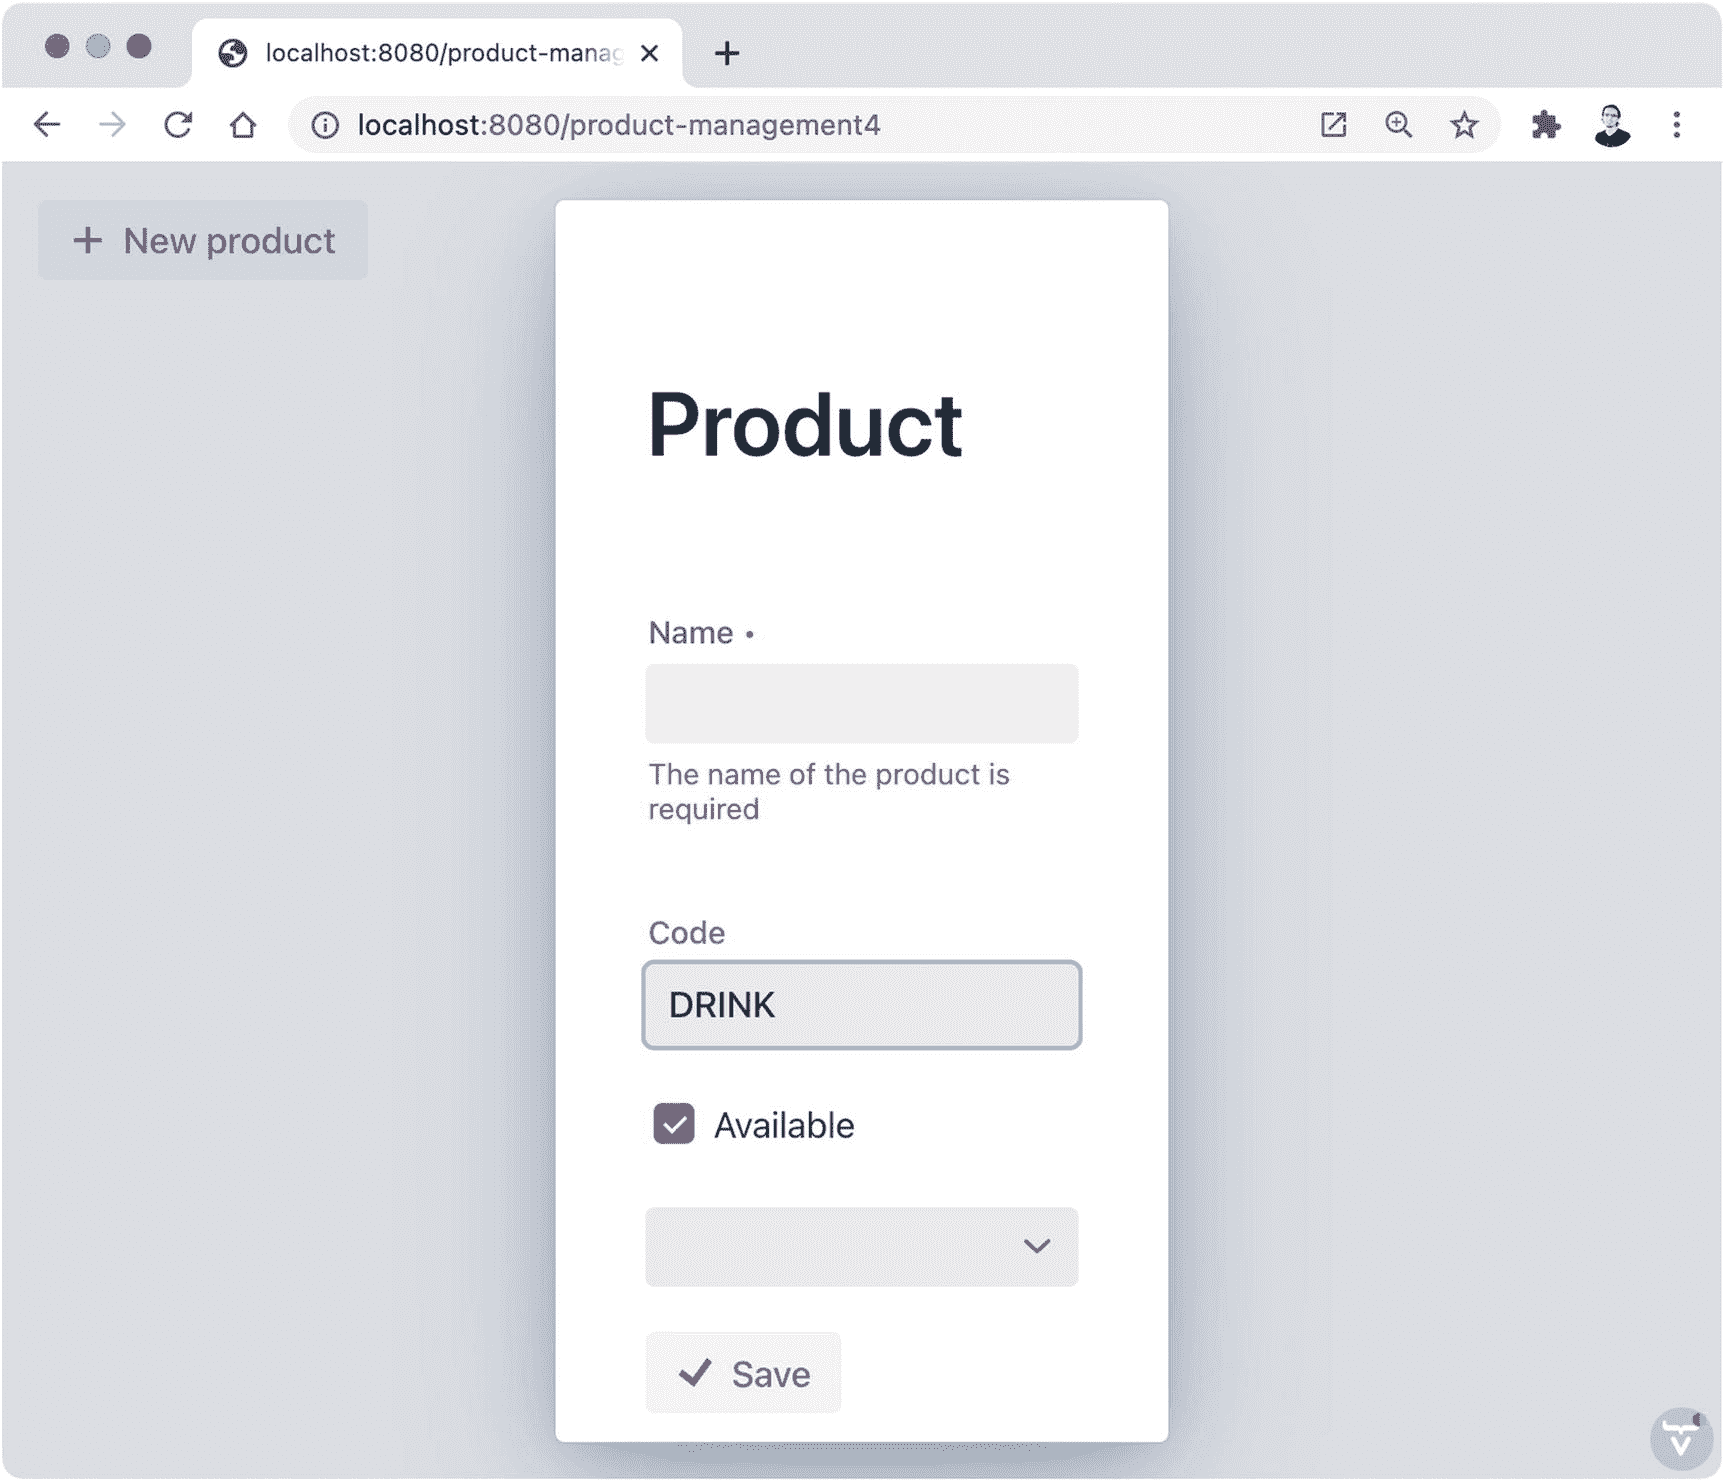 localhost:8080/product-manag
localhost:8080/product-management4
New product
Product
Name •
The name of the product is
required
Code
DRINK
Available
Save